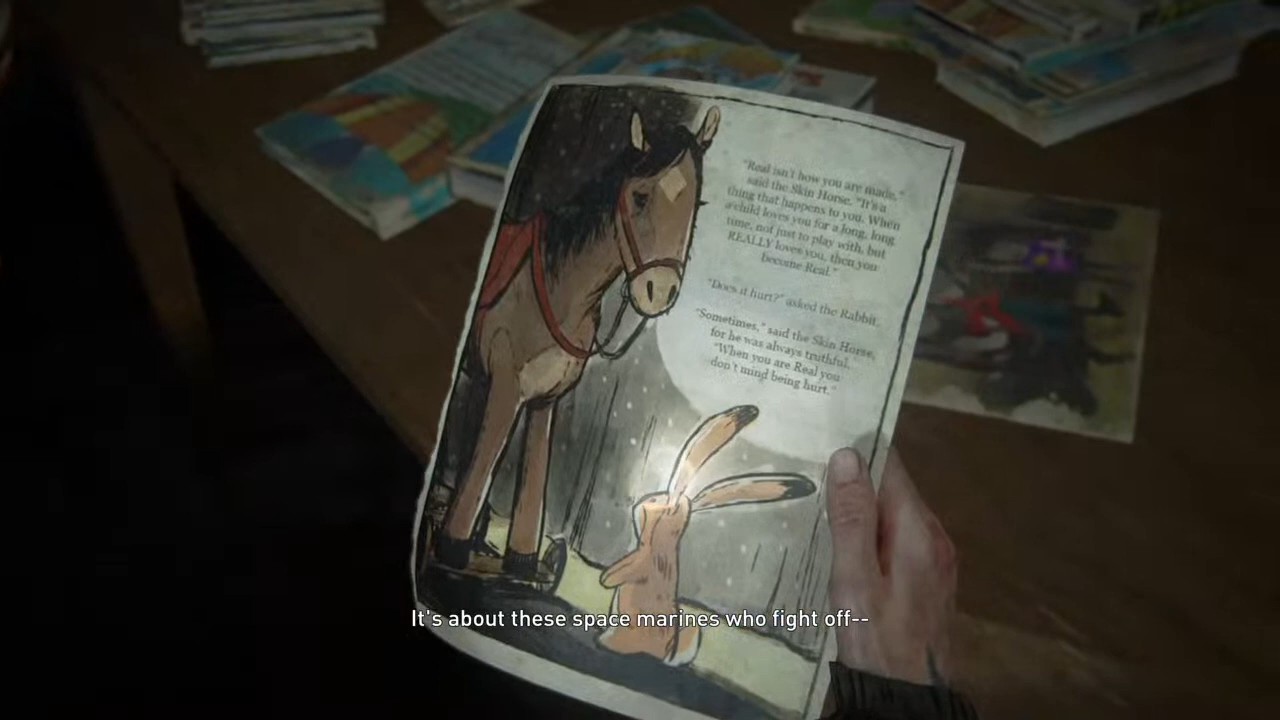 "Real isn't how you are made,"
said the Skin Horse. "It's a
thing that happens to you. When
a child loves you for a long, long
time, not just to play with, but
REALLY loves you, then you
become Real."
"Does it hurt?" asked the Rabbit.
"Sometimes," said the Skin Horse,
for he was always truthful.
"When you are Real you
don't mind being hurt."
It's about these space marines who fight off--